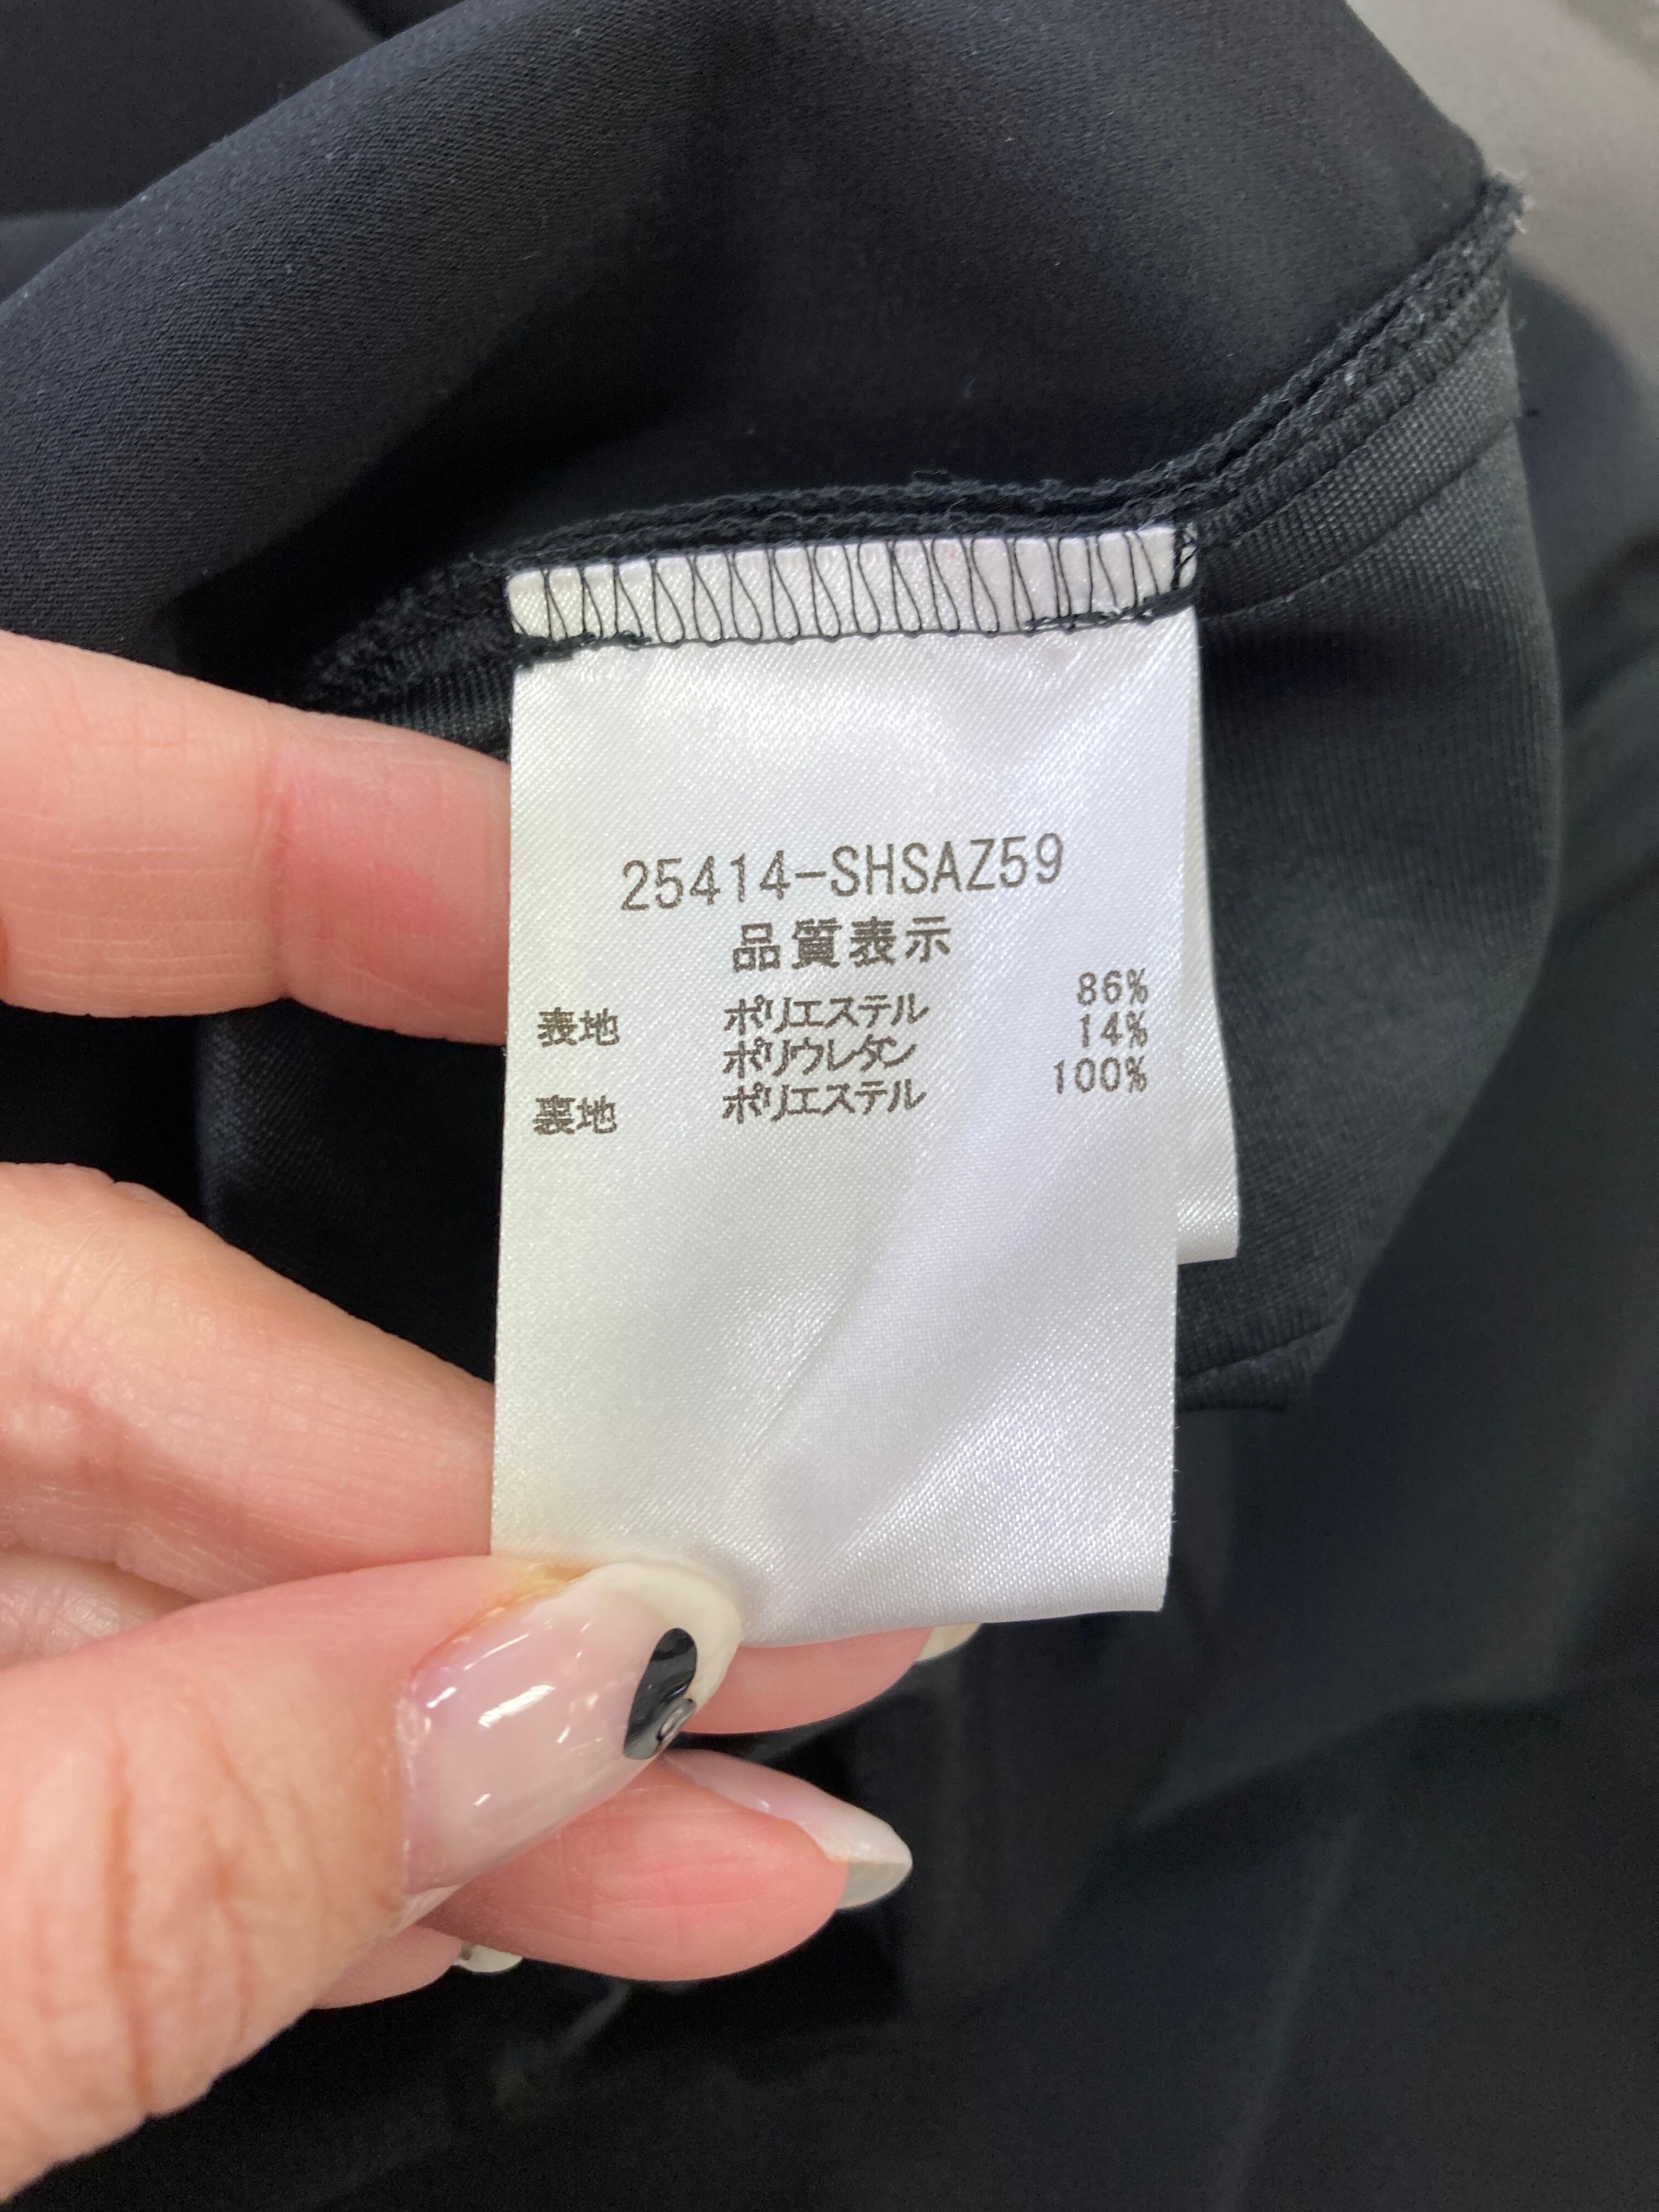 25414-SHSAZ59
品質表示
表地 ポリエステル 86%
ポリウレタン 14%
裏地 ポリエステル 100%